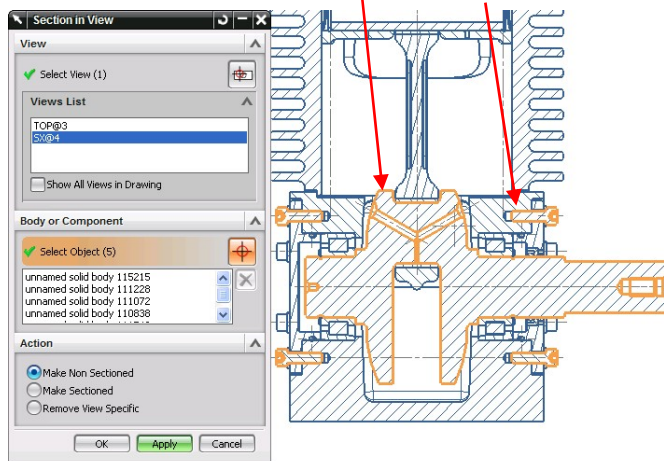 Section in View
View
Select View (1)
Views List
TOP@3
SX@4
Show All Views in Drawing
Body or Component
Select Object (5)
unnamed solid body 115215
unnamed solid body 111228
unnamed solid body 111072
unnamed solid body 110838
Action
Make Non Sectioned
Make Sectioned
Remove View Specific
OK Apply Cancel